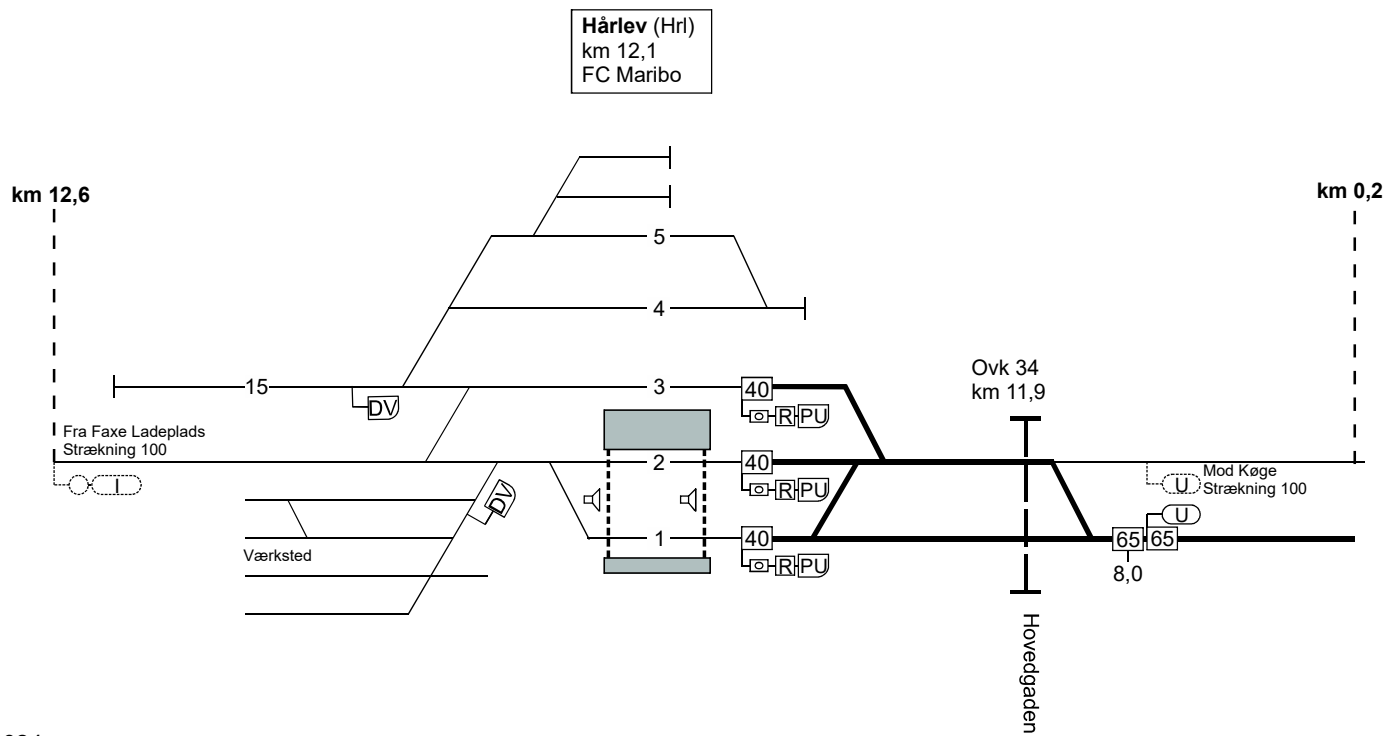 Hårlev (Hrl)
km 12,1
FC Maribo
km 12,6
km 0,2
5
4
Ovk 34
km 11,9
15
3
40
DV
R PU
Fra Faxe Ladeplads
Strækning 100
2
40
I
R PU
DV
U
Mod Køge
Strækning 100
U
Værksted
1
40
65 65
R PU
8,0
Hovedgaden